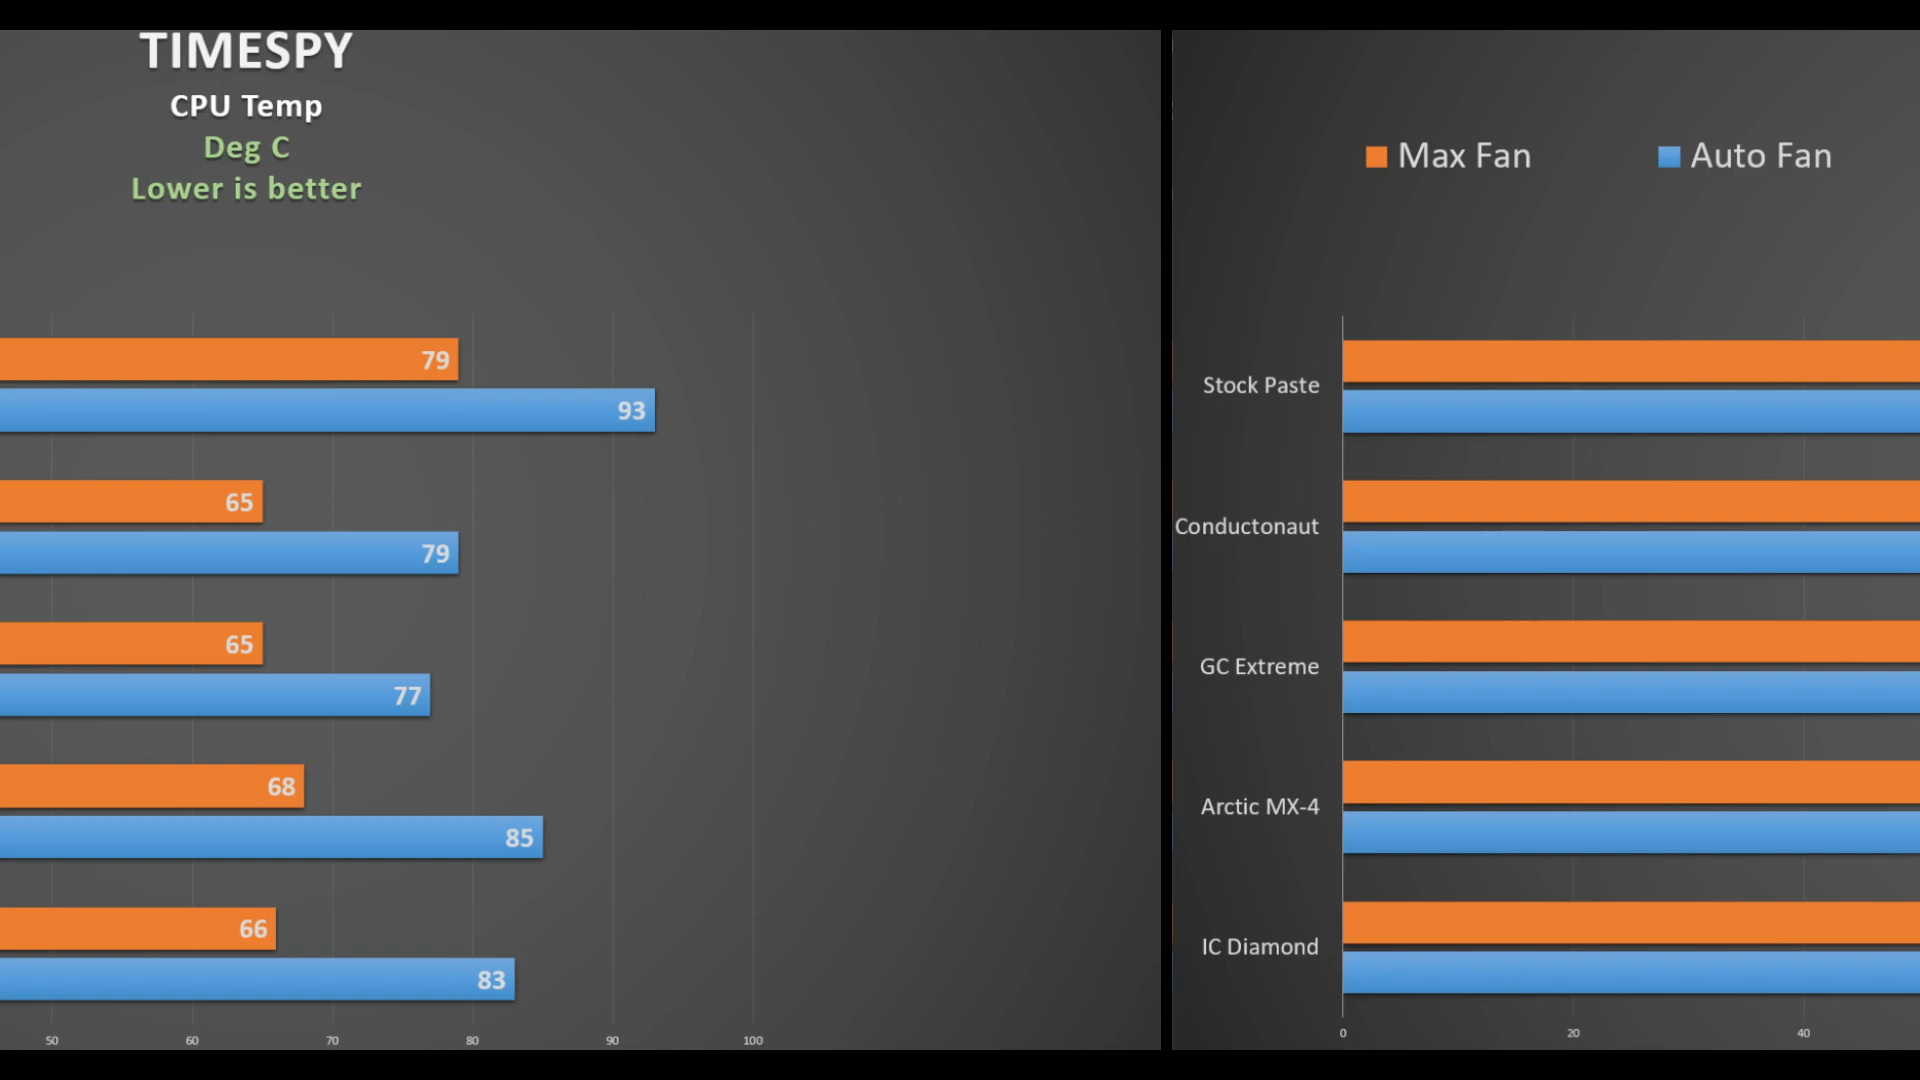 TIMESPY
CPU Temp
Deg C
Lower is better
79
93
65
79
65
77
68
85
66
83
50 60 70 80 90 100
Max Fan Auto Fan
Stock Paste
Conductonaut
GC Extreme
Arctic MX-4
IC Diamond
0 20 40